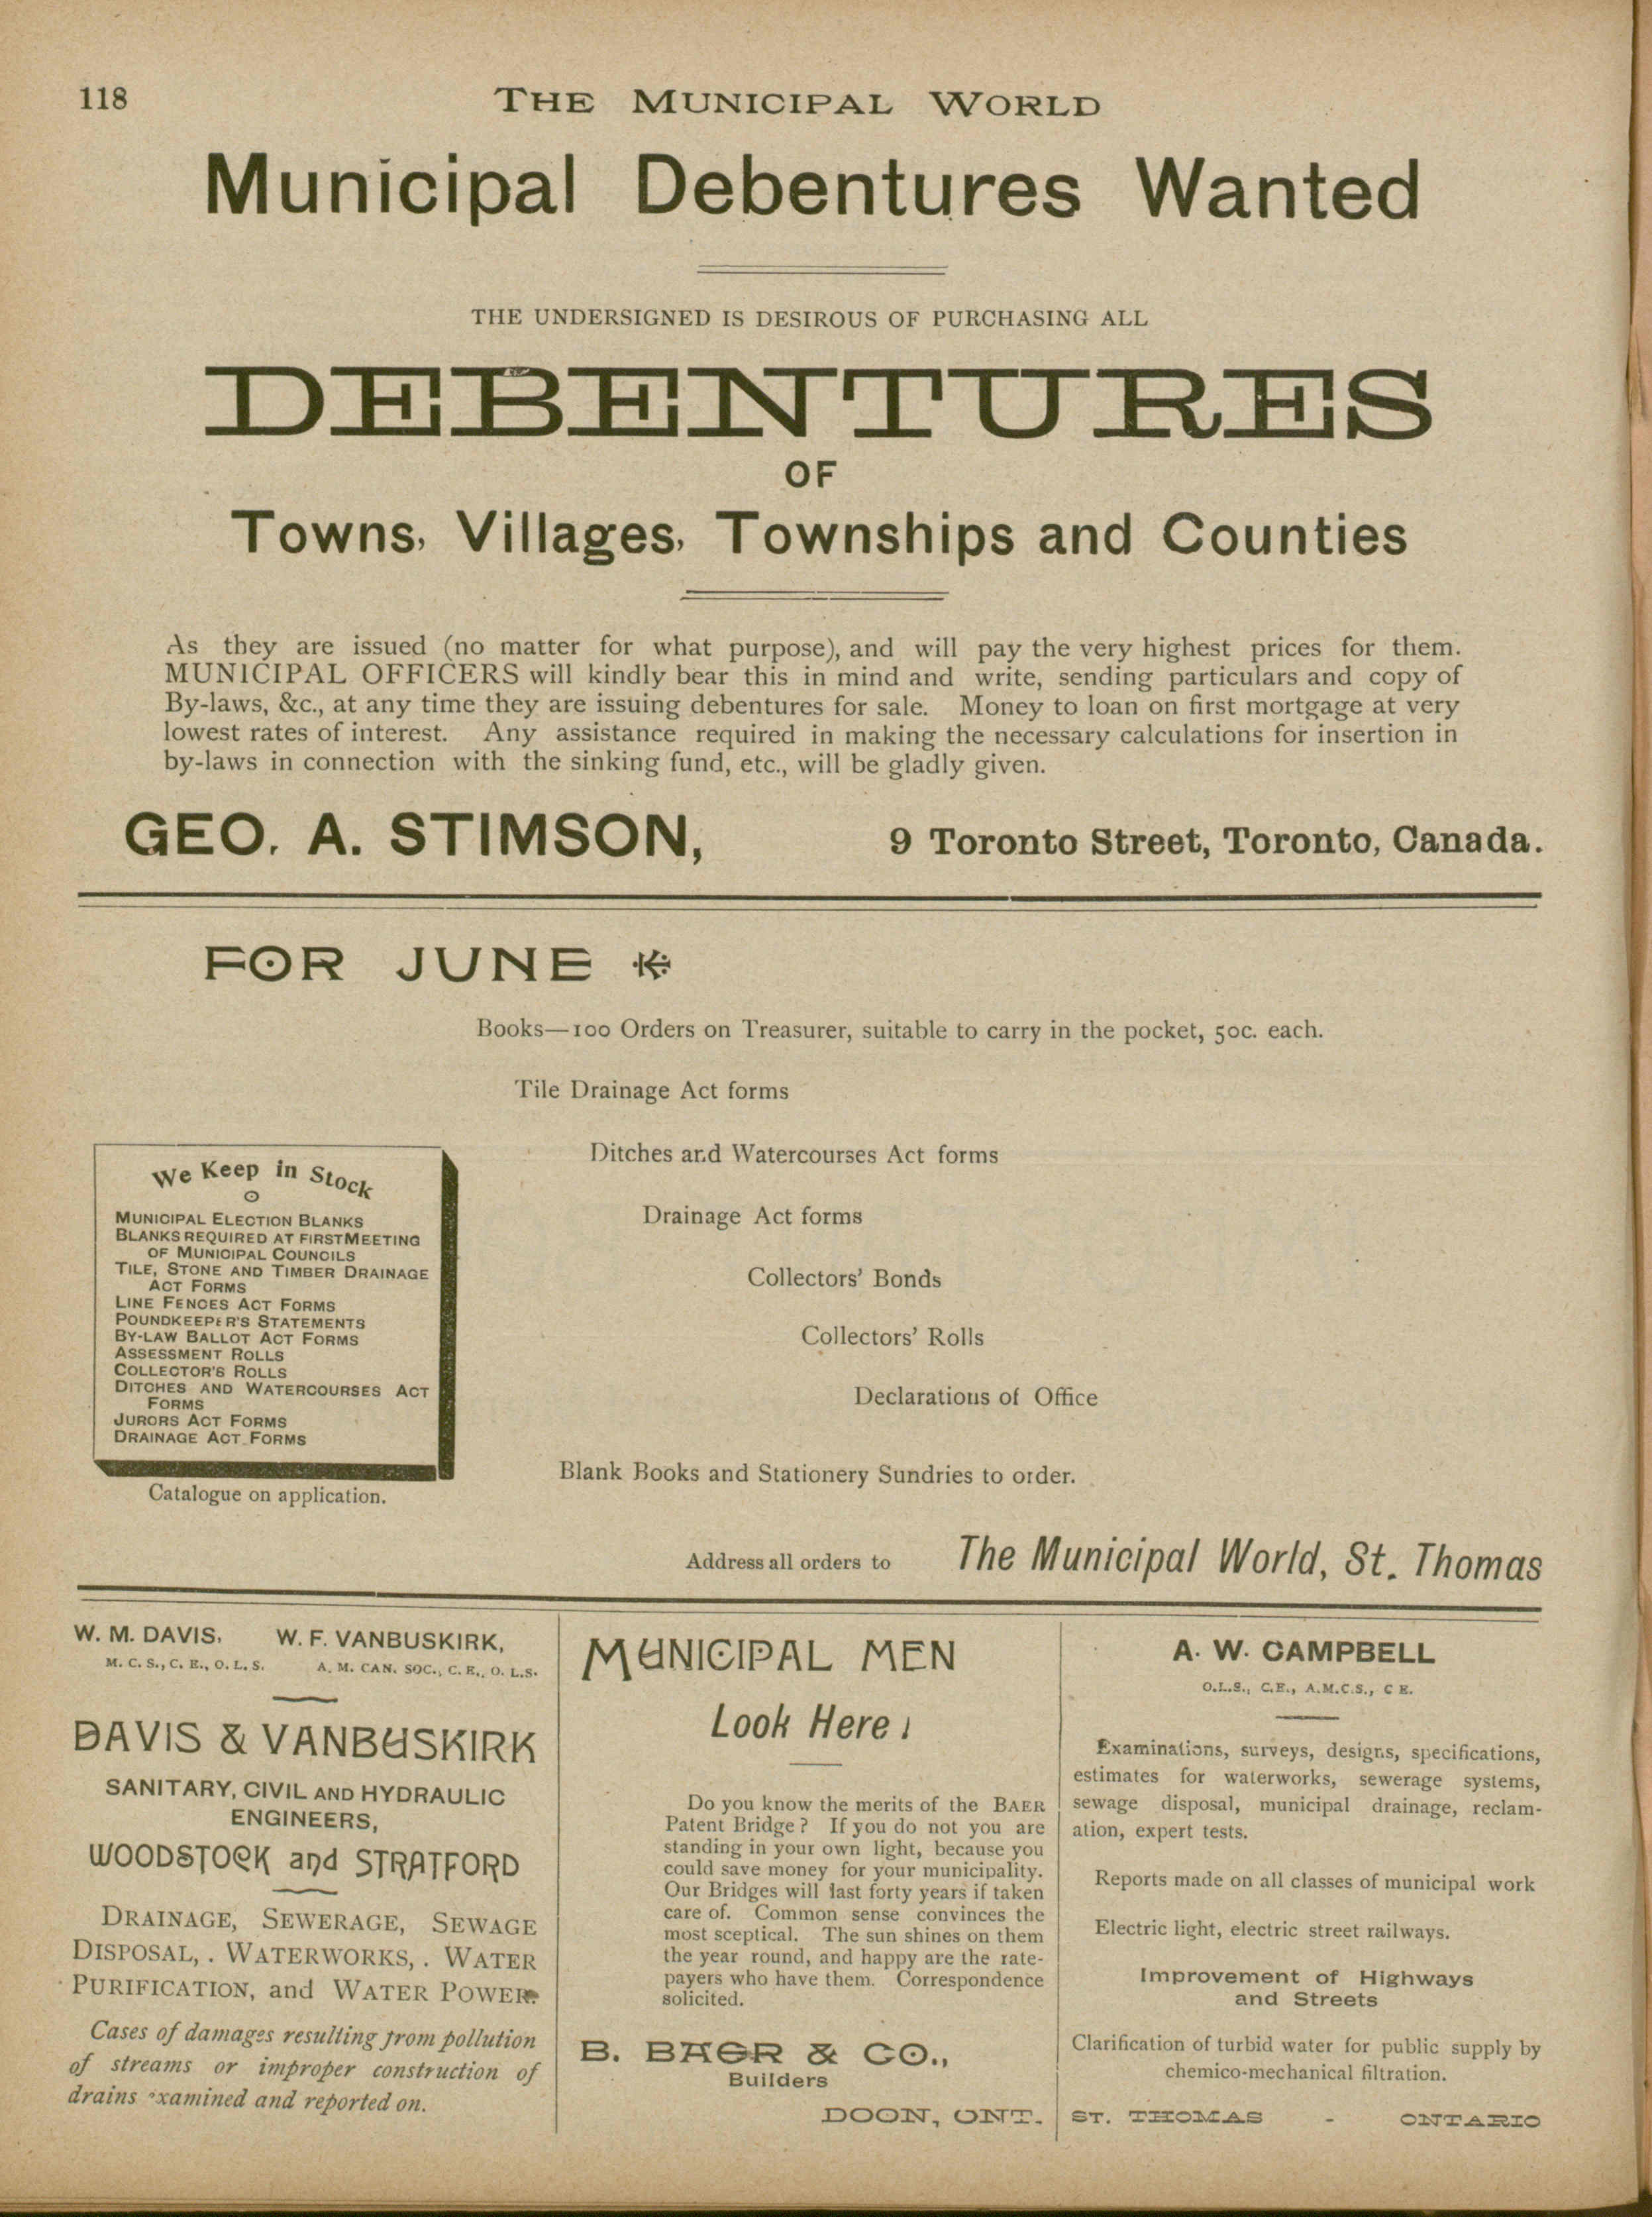 118
THE MUNICIPAL WORLD
Municipal Debentures Wanted
THE UNDERSIGNED IS DESIROUS OF PURCHASING ALL
DEBENTURES
OF
Towns, Villages, Townships and Counties
As they are issued (no matter for what purpose), and will pay the very highest prices for them.
MUNICIPAL OFFICERS will kindly bear this in mind and write, sending particulars and copy of
By-laws, &c., at any time they are issuing debentures for sale. Money to loan on first mortgage at very
lowest rates of interest. Any assistance required in making the necessary calculations for insertion in
by-laws in connection with the sinking fund, etc., will be gladly given.
GEO. A. STIMSON, 9 Toronto Street, Toronto, Canada.
FOR JUNE
Books—100 Orders on Treasurer, suitable to carry in the pocket, 50c. each.
Tile Drainage Act forms
Ditches and Watercourses Act forms
Drainage Act forms
Collectors' Bonds
Collectors' Rolls
Declarations of Office
Blank Books and Stationery Sundries to order.
We Keep in Stock
MUNICIPAL ELECTION BLANKS
BLANKS REQUIRED AT FIRST MEETING
OF MUNICIPAL COUNCILS
TILE, STONE AND TIMBER DRAINAGE
ACT FORMS
LINE FENCES ACT FORMS
POUNDKEEPER'S STATEMENTS
BY-LAW BALLOT ACT FORMS
ASSESSMENT ROLLS
COLLECTOR'S ROLLS
DITCHES AND WATERCOURSES ACT
FORMS
JURORS ACT FORMS
DRAINAGE ACT FORMS
Catalogue on application.
Address all orders to The Municipal World, St. Thomas
W. M. DAVIS, W. F. VANBUSKIRK,
M. C. S., C. E., O. L. S. A. M. CAN. SOC., C. E., O. L.S.
DAVIS & VANBUSKIRK
SANITARY, CIVIL AND HYDRAULIC
ENGINEERS,
WOODSTOCK and STRATFORD
DRAINAGE, SEWERAGE, SEWAGE
DISPOSAL, . WATERWORKS, . WATER
PURIFICATION, and WATER POWER.
Cases of damages resulting from pollution
of streams or improper construction of
drains examined and reported on.
MUNICIPAL MEN
Look Here!
Do you know the merits of the BAER
Patent Bridge? If you do not you are
standing in your own light, because you
could save money for your municipality.
Our Bridges will last forty years if taken
care of. Common sense convinces the
most sceptical. The sun shines on them
the year round, and happy are the rate-
payers who have them. Correspondence
solicited.
B. BAER & CO.,
Builders
DOON, ONT.
A. W. CAMPBELL
O.L.S., C.E., A.M.C.S., C E.
Examinations, surveys, designs, specifications,
estimates for waterworks, sewerage systems,
sewage disposal, municipal drainage, reclam-
ation, expert tests.
Reports made on all classes of municipal work
Electric light, electric street railways.
Improvement of Highways
and Streets
Clarification of turbid water for public supply by
chemico-mechanical filtration.
ST. THOMAS - ONTARIO